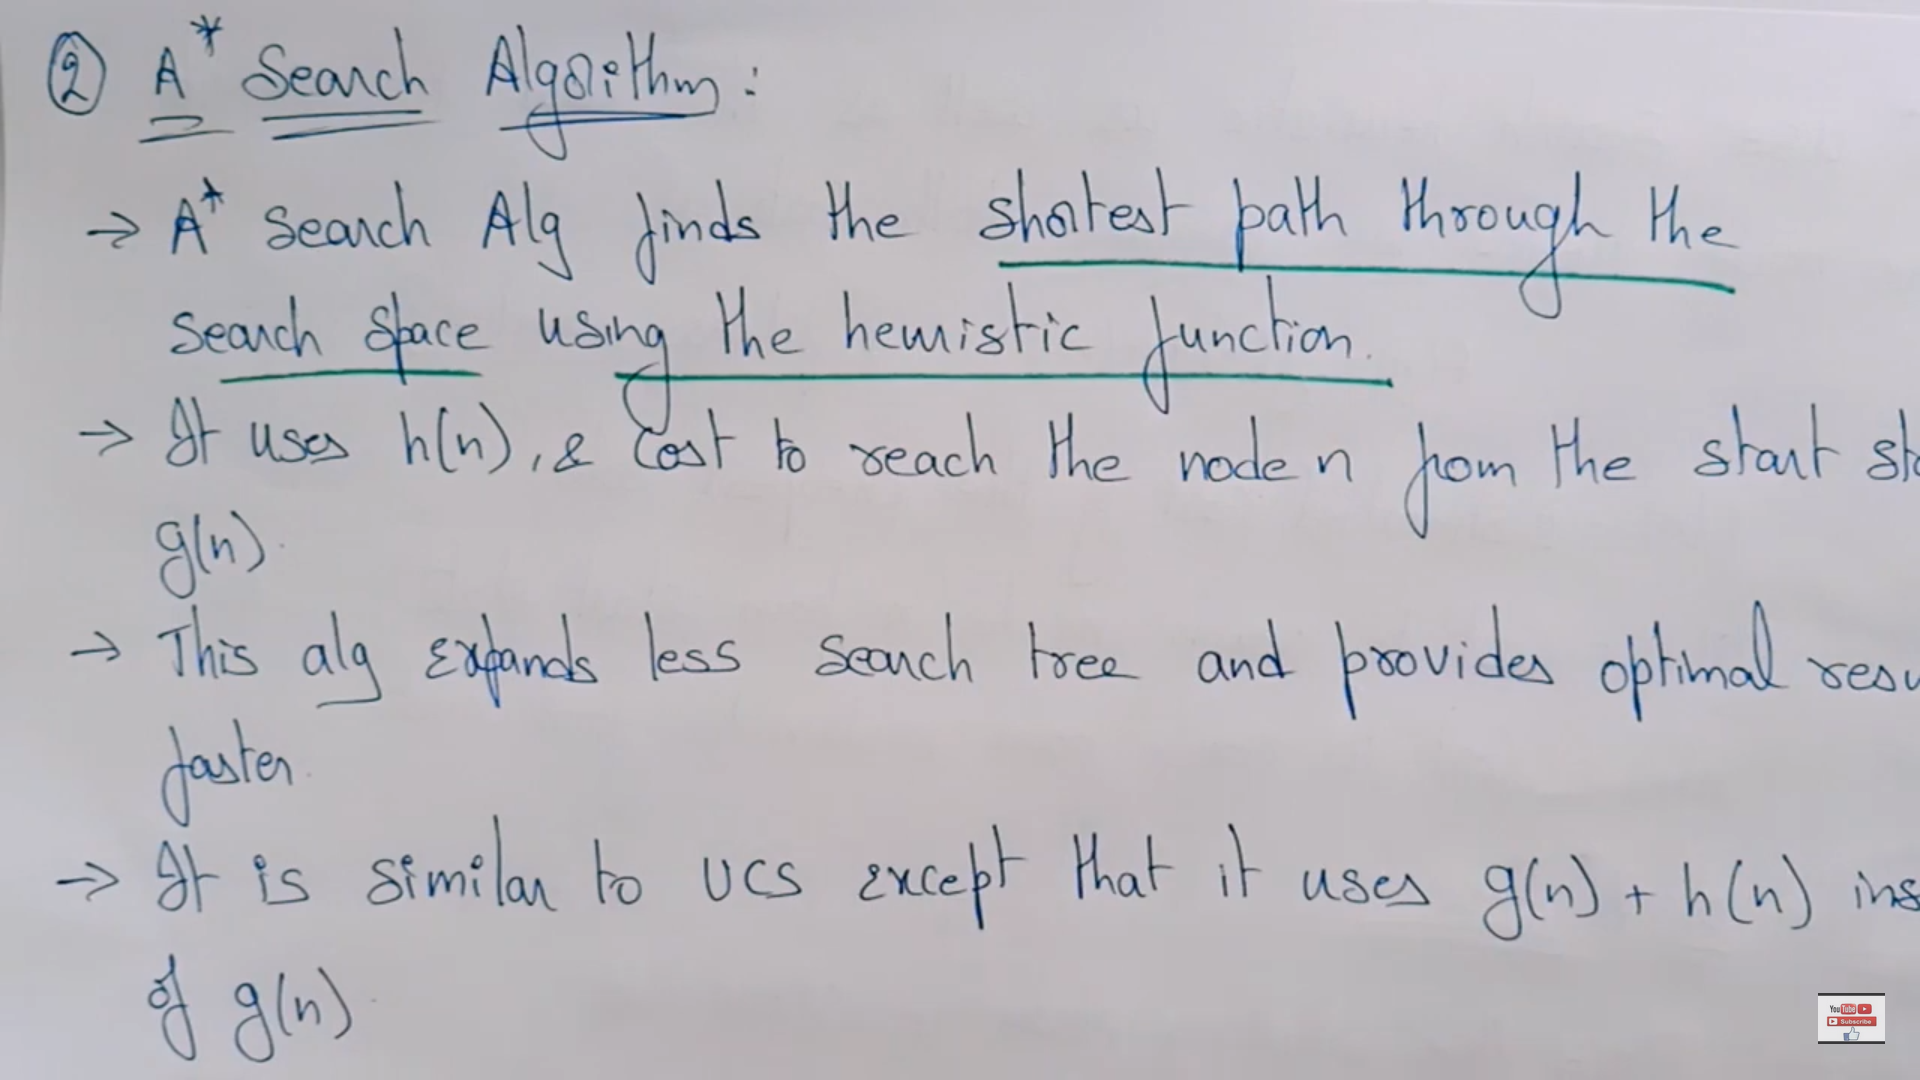 ② A* Search Algorithm:
→ A* search Alg finds the shortest path through the
search space using the heuristic function.
→ It uses h(n), & Cost to reach the node n from the start
g(n).
→ This alg expands less search tree and provides optimal
faster.
→ It is similar to UCS except that it uses g(n) + h(n)
of g(n).
YouTube
Subscribe